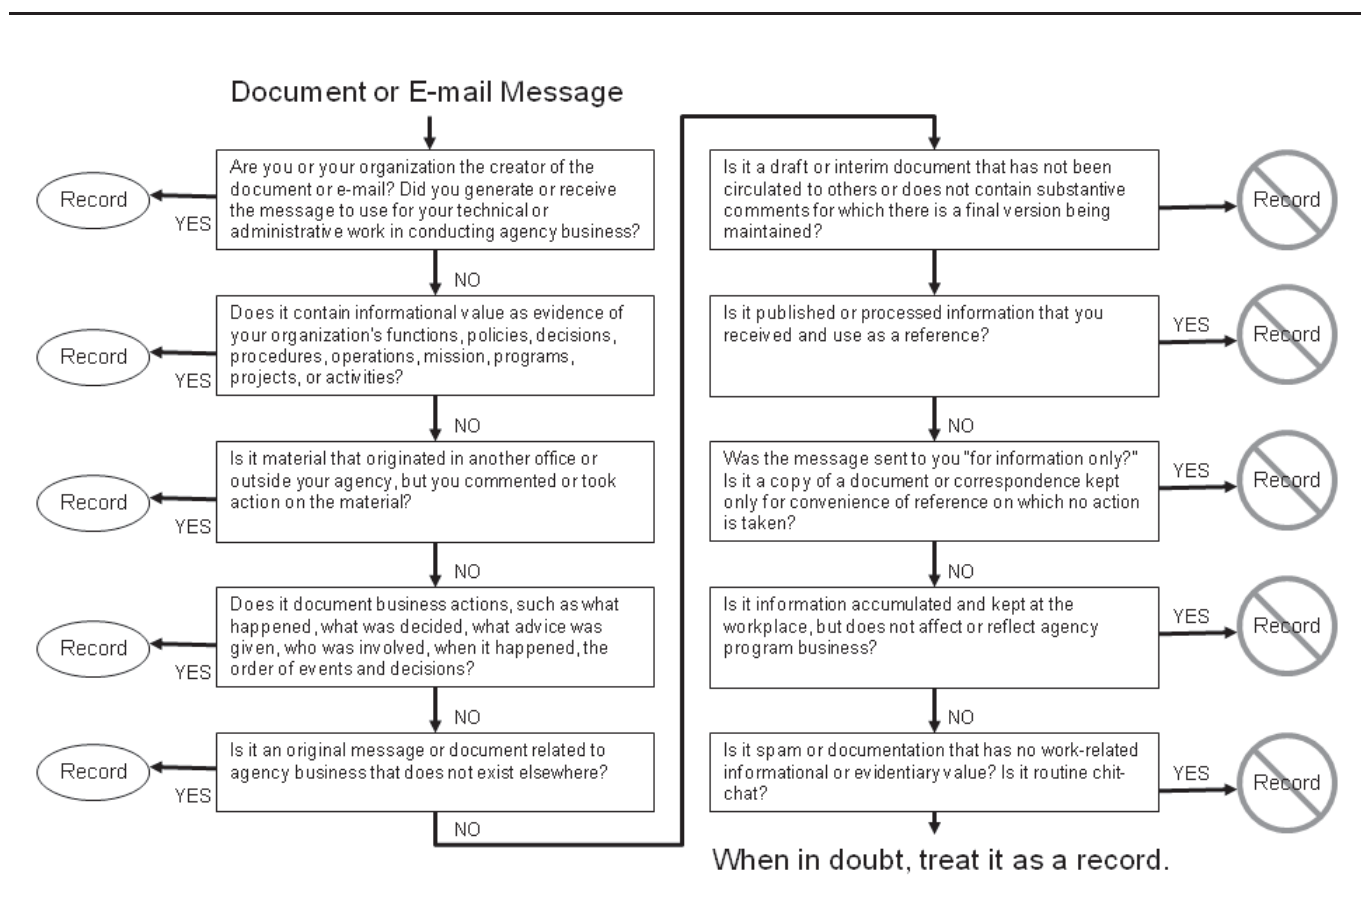 Document or E-mail Message
Are you or your organization the creator of the
document or e-mail? Did you generate or receive
the message to use for your technical or
administrative work in conducting agency business?
Record
YES
NO
Does it contain informational value as evidence of
your organization's functions, policies, decisions,
procedures, operations, mission, programs,
projects, or activities?
Record
YES
NO
Is it material that originated in another office or
outside your agency, but you commented or took
action on the material?
Record
YES
NO
Does it document business actions, such as what
happened, what was decided, what advice was
given, who was involved, when it happened, the
order of events and decisions?
Record
YES
NO
Is it an original message or document related to
agency business that does not exist elsewhere?
Record
YES
NO
Is it a draft or interim document that has not been
circulated to others or does not contain substantive
comments for which there is a final version being
maintained?
Record
Is it published or processed information that you
received and use as a reference?
YES
Record
NO
Was the message sent to you "for information only?"
Is it a copy of a document or correspondence kept
only for convenience of reference on which no action
is taken?
YES
Record
NO
Is it information accumulated and kept at the
workplace, but does not affect or reflect agency
program business?
YES
Record
NO
Is it spam or documentation that has no work-related
informational or evidentiary value? Is it routine chit-
chat?
YES
Record
When in doubt, treat it as a record.